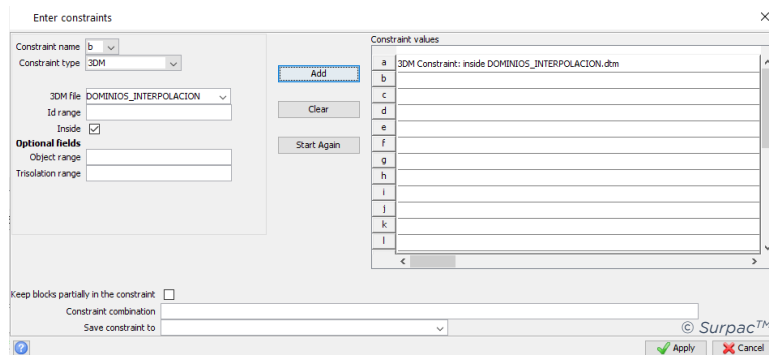 Enter constraints
Constraint name b
Constraint type 3DM
3DM file DOMINIOS_INTERPOLACION
Id range
Inside
Optional fields
Object range
Trisolation range
Add
Clear
Start Again
Constraint values
a 3DM Constraint: inside DOMINIOS_INTERPOLACION.dtm
b
c
d
e
f
g
h
i
j
k
l
Keep blocks partially in the constraint
Constraint combination
Save constraint to
© Surpac™
Apply Cancel